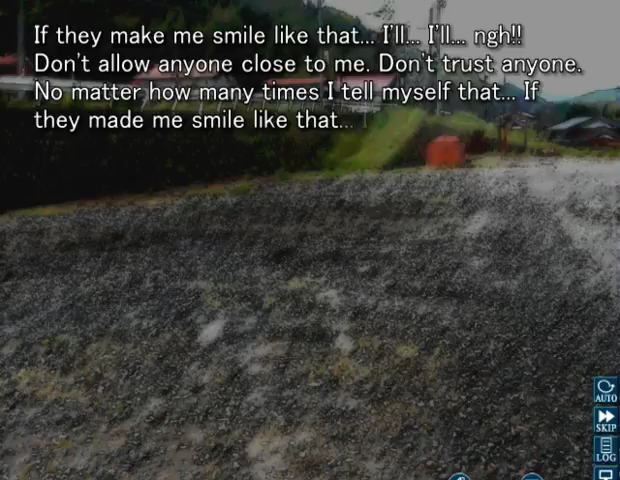 If they make me smile like that... I'll... I'll... ngh!!
Don't allow anyone close to me. Don't trust anyone.
No matter how many times I tell myself that... If
they made me smile like that...
AUTO
SKIP
LOG